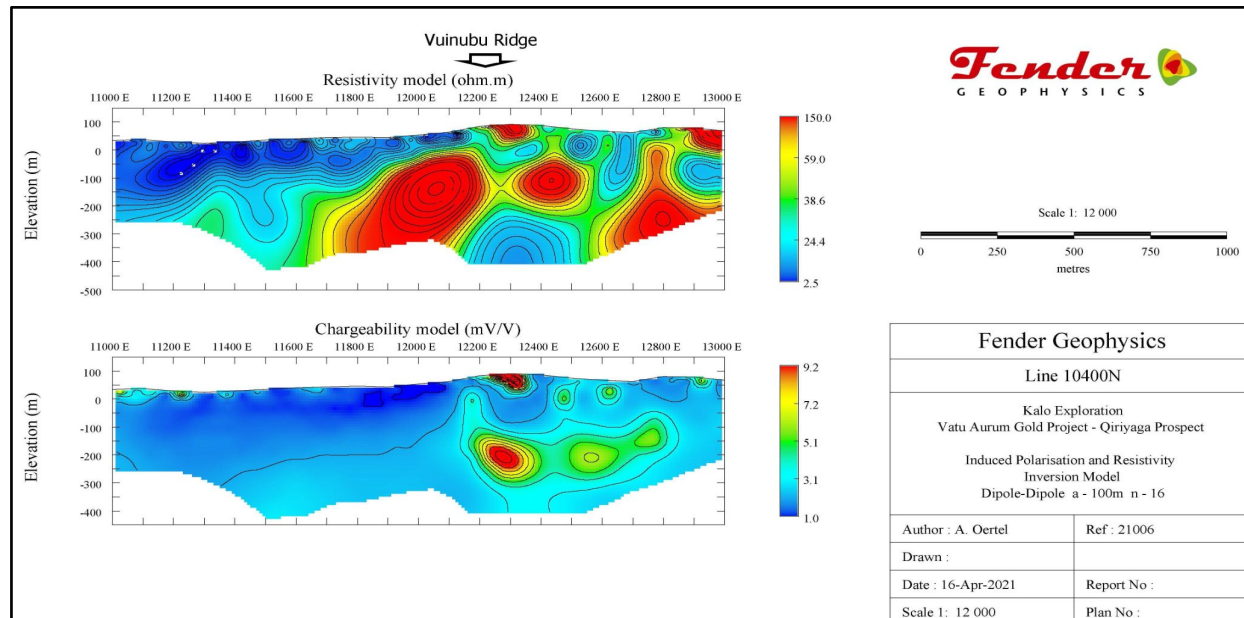 Vuinubu Ridge
Resistivity model (ohm.m)
11000 E 11200 E 11400 E 11600 E 11800 E 12000 E 12200 E 12400 E 12600 E 12800 E 13000 E
Elevation (m)
100
0
-100
-200
-300
-400
-500
150.0
59.0
38.6
24.4
2.5
Chargeability model (mV/V)
11000 E 11200 E 11400 E 11600 E 11800 E 12000 E 12200 E 12400 E 12600 E 12800 E 13000 E
Elevation (m)
100
0
-100
-200
-300
-400
9.2
7.2
5.1
3.1
1.0
Fender
GEOPHYSICS
Scale 1: 12 000
0 250 500 750 1000
metres
Fender Geophysics
Line 10400N
Kalo Exploration
Vatu Aurum Gold Project - Qiriyaga Prospect
Induced Polarisation and Resistivity
Inversion Model
Dipole-Dipole a - 100m n - 16
Author : A. Oertel Ref : 21006
Drawn :
Date : 16-Apr-2021 Report No :
Scale 1: 12 000 Plan No :